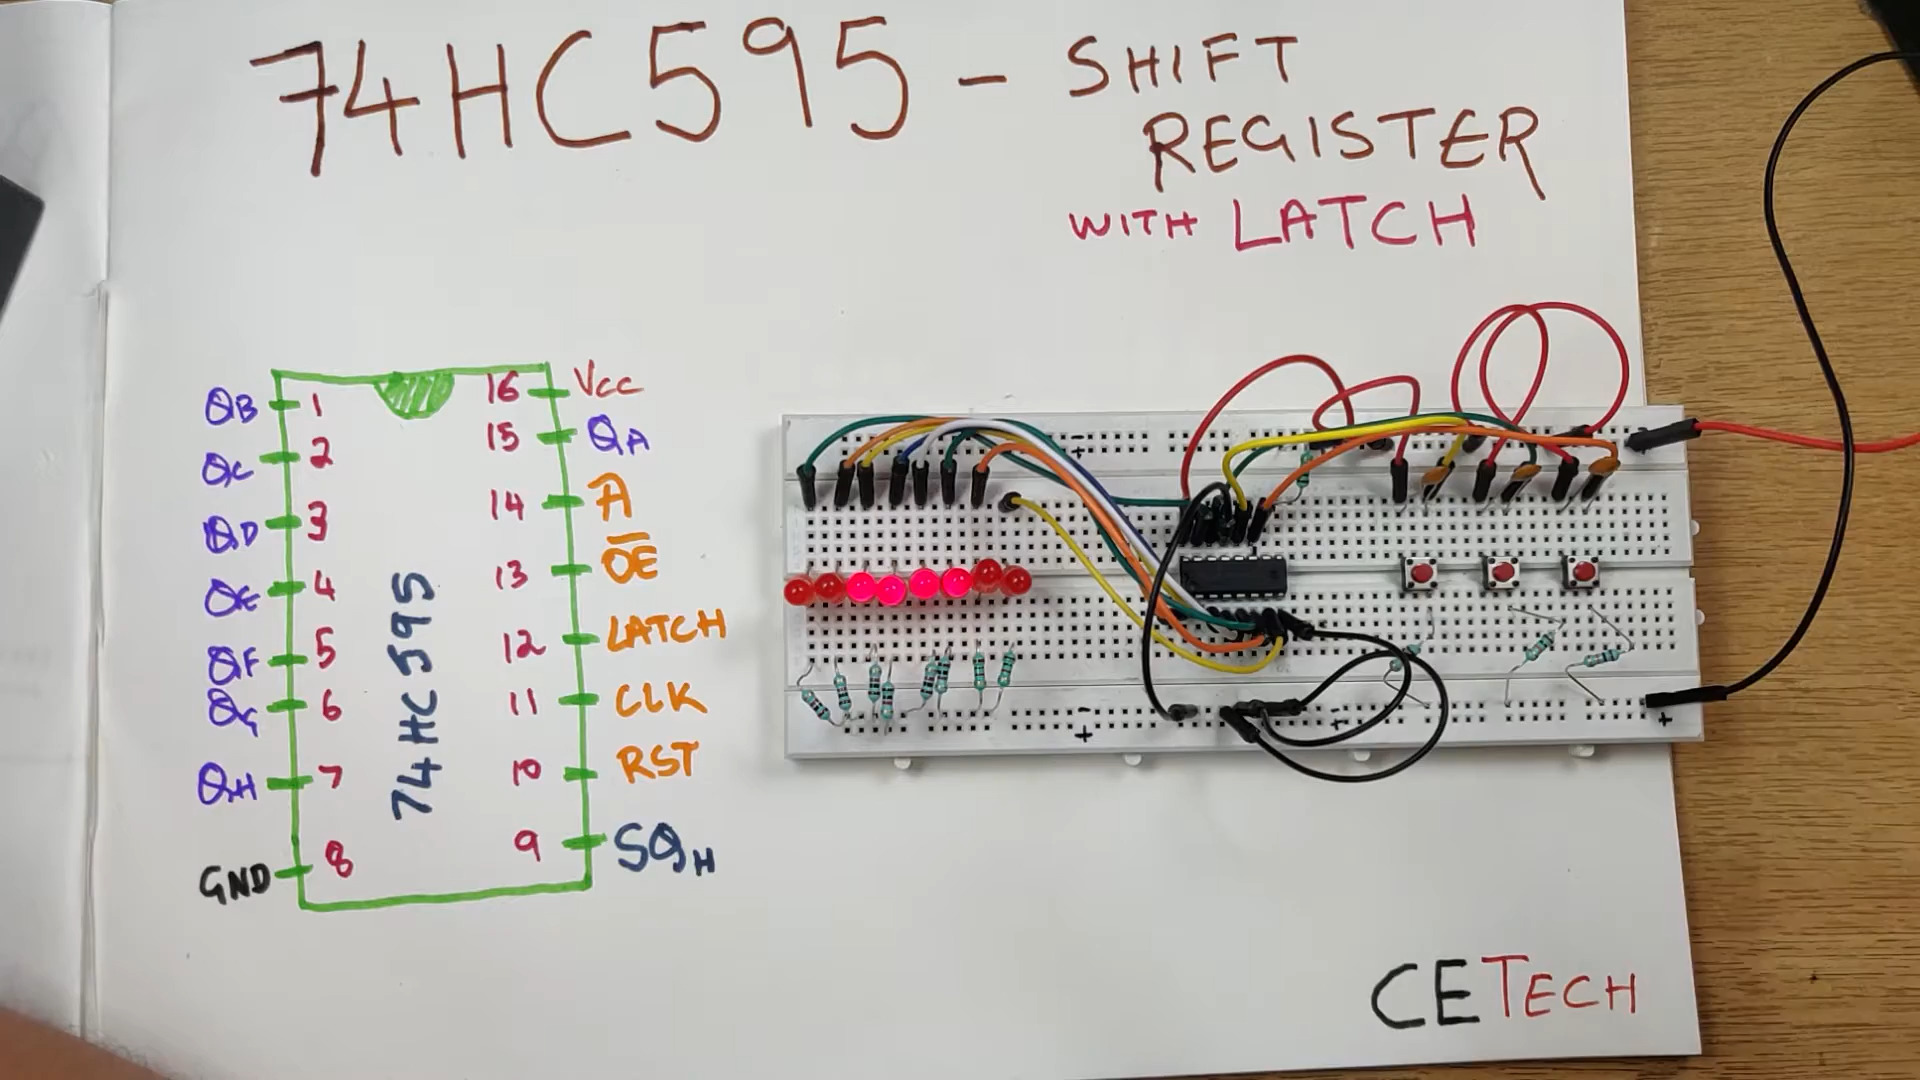 74HC595 - SHIFT
REGISTER
WITH LATCH
QB 1 16 Vcc
QC 2 15 QA
QD 3 14 A
QE 4 13 O̅E̅
QF 5 12 LATCH
QG 6 11 CLK
QH 7 10 RST
GND 8 9 SQH
74HC595
- +
- +
+
CETECH